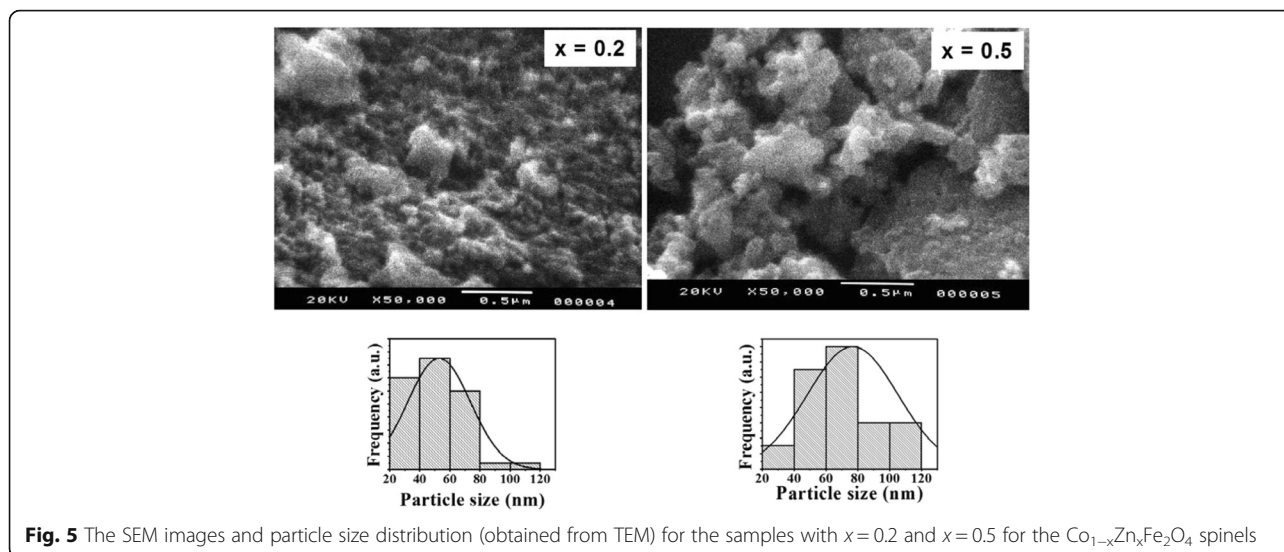 x = 0.2
x = 0.5
20KV X50,000 0.5µm 000004
20KV X50,000 0.5µm 000005
Frequency (a.u.)
20 40 60 80 100 120
Particle size (nm)
Frequency (a.u.)
20 40 60 80 100 120
Particle size (nm)
Fig. 5 The SEM images and particle size distribution (obtained from TEM) for the samples with x = 0.2 and x = 0.5 for the Co₁₋ₓZnₓFe₂O₄ spinels